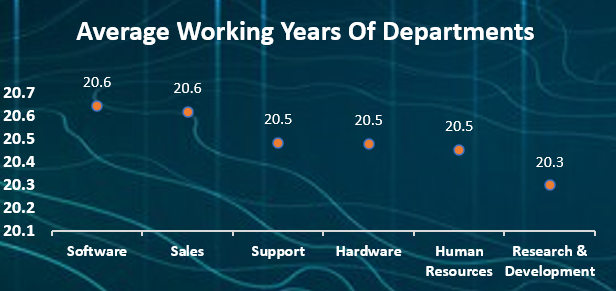 Average Working Years Of Departments
20.6
20.6
20.5
20.5
20.5
20.3
20.7
20.6
20.5
20.4
20.3
20.2
20.1
Software
Sales
Support
Hardware
Human
Resources
Research &
Development